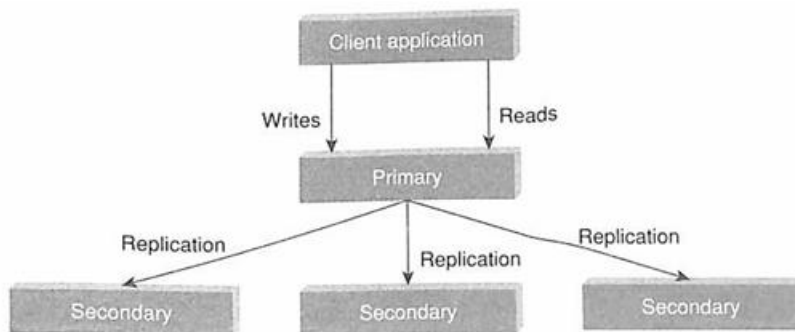 Client application
Writes
Reads
Primary
Replication
Replication
Replication
Secondary
Secondary
Secondary